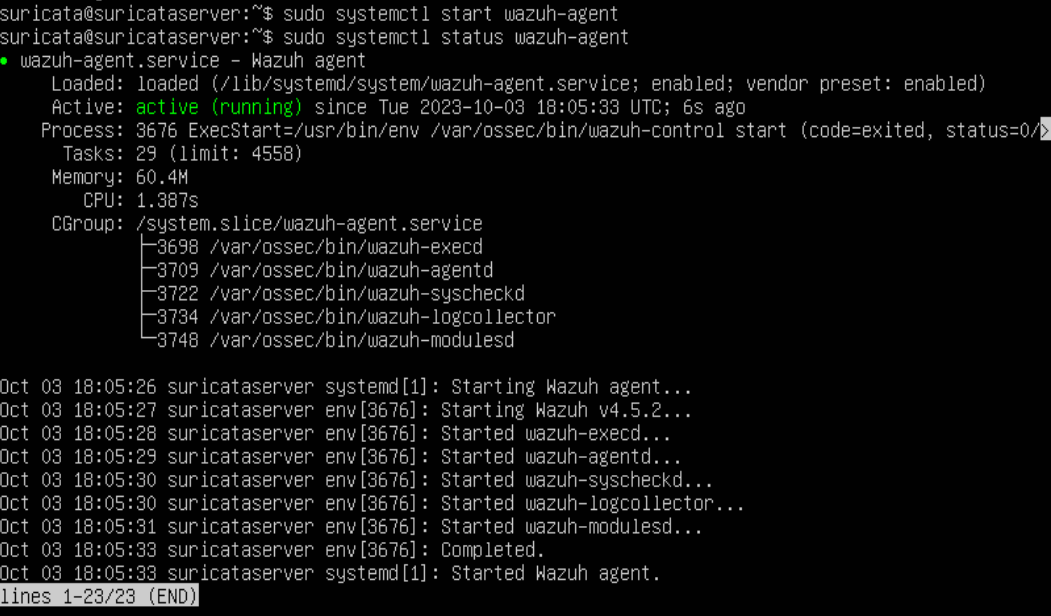 suricata@suricataserver:~$ sudo systemctl start wazuh-agent
suricata@suricataserver:~$ sudo systemctl status wazuh-agent
● wazuh-agent.service - Wazuh agent
     Loaded: loaded (/lib/systemd/system/wazuh-agent.service; enabled; vendor preset: enabled)
     Active: active (running) since Tue 2023-10-03 18:05:33 UTC; 6s ago
    Process: 3676 ExecStart=/usr/bin/env /var/ossec/bin/wazuh-control start (code=exited, status=0/>
      Tasks: 29 (limit: 4558)
     Memory: 60.4M
        CPU: 1.387s
     CGroup: /system.slice/wazuh-agent.service
             ├─3698 /var/ossec/bin/wazuh-execd
             ├─3709 /var/ossec/bin/wazuh-agentd
             ├─3722 /var/ossec/bin/wazuh-syscheckd
             ├─3734 /var/ossec/bin/wazuh-logcollector
             └─3748 /var/ossec/bin/wazuh-modulesd
Oct 03 18:05:26 suricataserver systemd[1]: Starting Wazuh agent...
Oct 03 18:05:27 suricataserver env[3676]: Starting Wazuh v4.5.2...
Oct 03 18:05:28 suricataserver env[3676]: Started wazuh-execd...
Oct 03 18:05:29 suricataserver env[3676]: Started wazuh-agentd...
Oct 03 18:05:30 suricataserver env[3676]: Started wazuh-syscheckd...
Oct 03 18:05:30 suricataserver env[3676]: Started wazuh-logcollector...
Oct 03 18:05:31 suricataserver env[3676]: Started wazuh-modulesd...
Oct 03 18:05:33 suricataserver env[3676]: Completed.
Oct 03 18:05:33 suricataserver systemd[1]: Started Wazuh agent.
lines 1-23/23 (END)